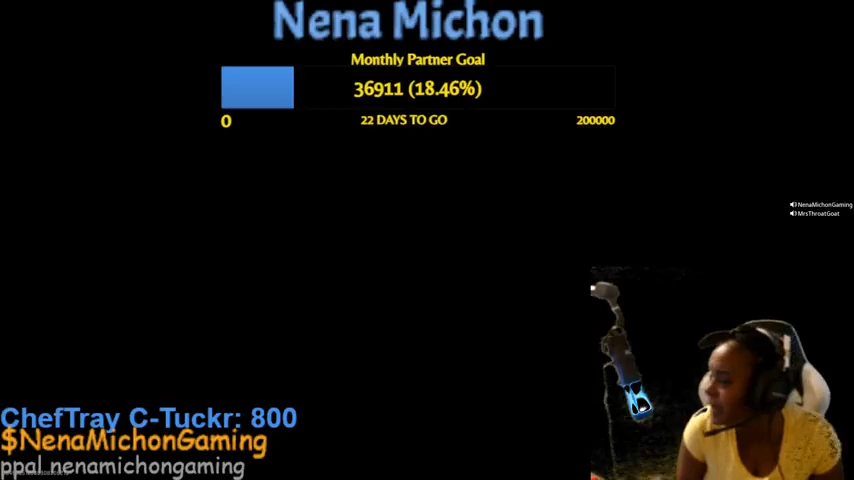 Nena Michon
Monthly Partner Goal
36911 (18.46%)
0
22 DAYS TO GO
200000
NenaMichonGaming
MrsThroatGoat
ChefTray C-Tuckr: 800
$NenaMichonGaming
ppal nenamichongaming